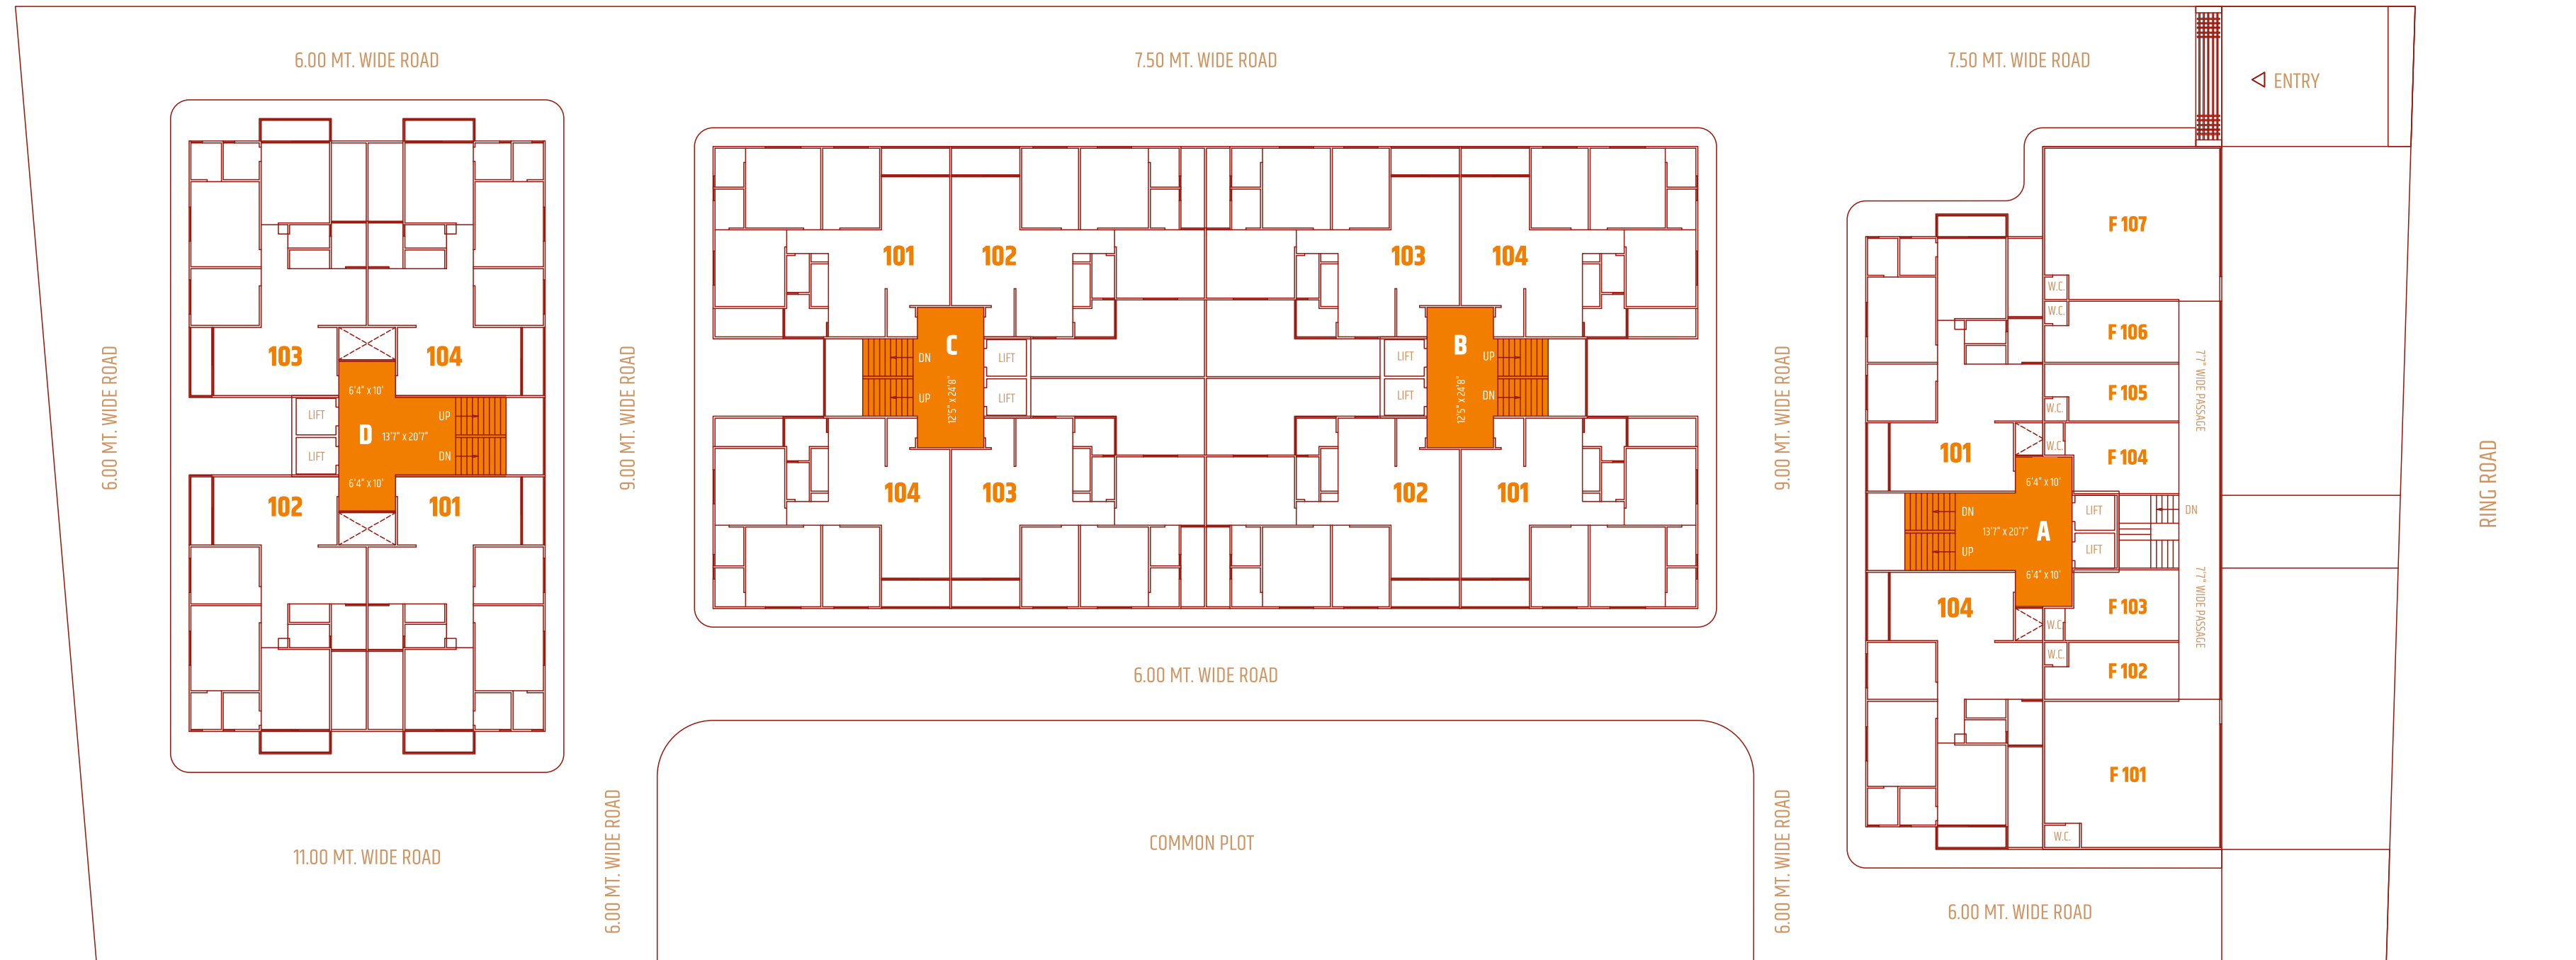 6.00 MT. WIDE ROAD
7.50 MT. WIDE ROAD
7.50 MT. WIDE ROAD
ENTRY
6.00 MT. WIDE ROAD
103
104
6'4" x 10'
LIFT
UP
D
13'7" x 20'7"
LIFT
DN
6'4" x 10'
102
101
9.00 MT. WIDE ROAD
101
102
C
DN
LIFT
UP
12'5" X 24'8"
LIFT
104
103
103
104
B
LIFT
UP
LIFT
12'5" X 24'8"
DN
102
101
9.00 MT. WIDE ROAD
F 107
W.C.
W.C.
F 106
7'7" WIDE PASSAGE
F 105
W.C.
101
W.C.
F 104
6'4" x 10'
DN
LIFT
DN
13'7" x 20'7"
A
UP
LIFT
6'4" x 10'
104
F 103
W.C.
7'7" WIDE PASSAGE
W.C.
F 102
F 101
W.C.
RING ROAD
6.00 MT. WIDE ROAD
11.00 MT. WIDE ROAD
6.00 MT. WIDE ROAD
COMMON PLOT
6.00 MT. WIDE ROAD
6.00 MT. WIDE ROAD